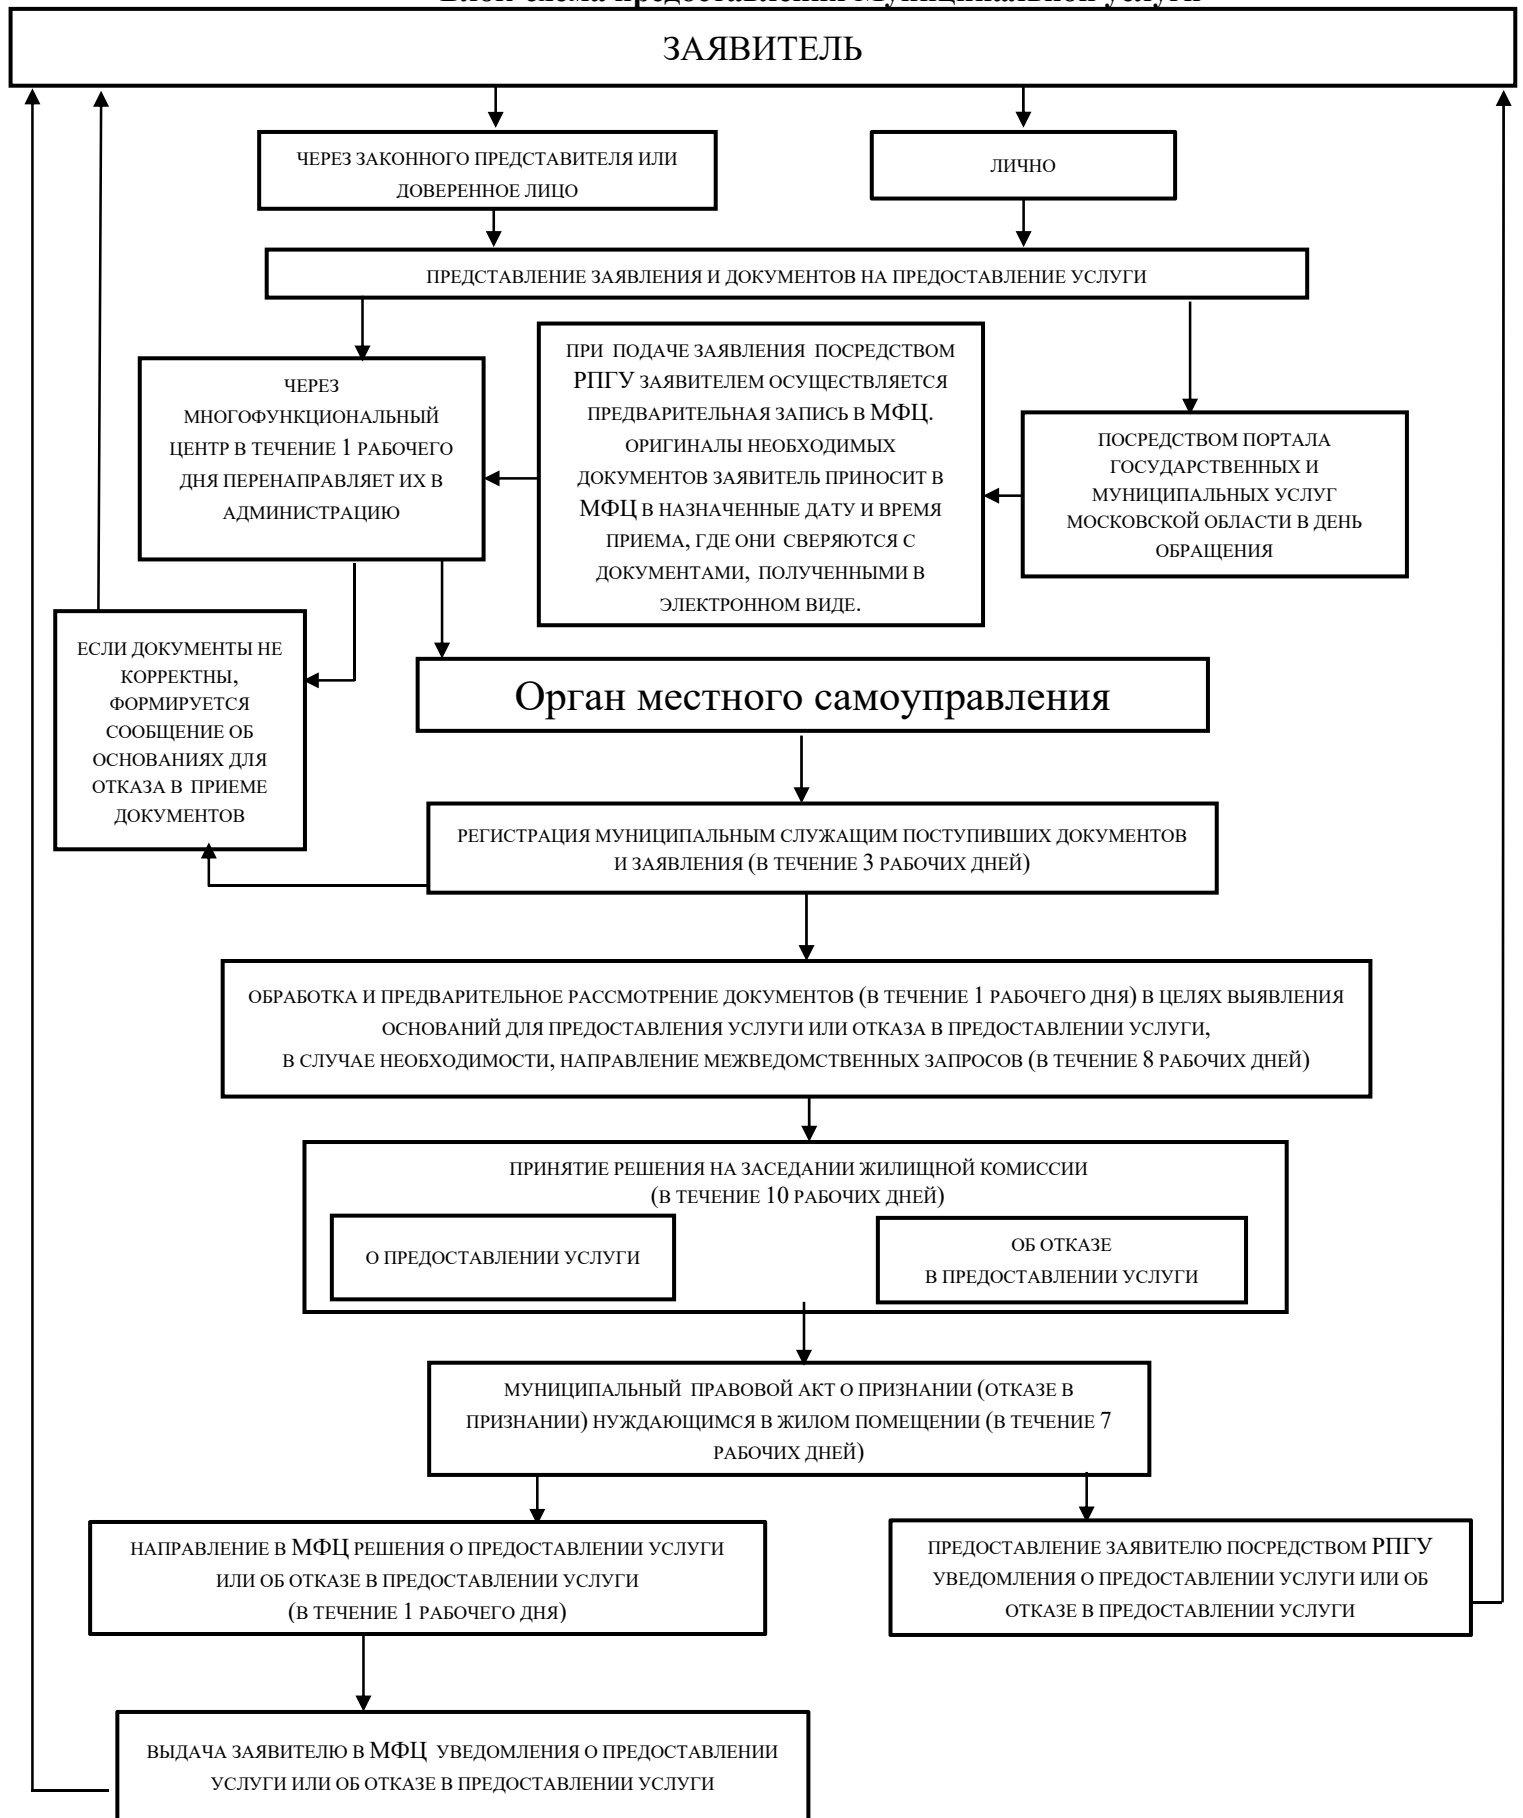 Блок-схема предоставления Муниципальной услуги
ЗАЯВИТЕЛЬ
ЧЕРЕЗ ЗАКОННОГО ПРЕДСТАВИТЕЛЯ ИЛИ
ДОВЕРЕННОЕ ЛИЦО
ЛИЧНО
ПРЕДСТАВЛЕНИЕ ЗАЯВЛЕНИЯ И ДОКУМЕНТОВ НА ПРЕДОСТАВЛЕНИЕ УСЛУГИ
ЧЕРЕЗ
МНОГОФУНКЦИОНАЛЬНЫЙ
ЦЕНТР В ТЕЧЕНИЕ 1 РАБОЧЕГО
ДНЯ ПЕРЕНАПРАВЛЯЕТ ИХ В
АДМИНИСТРАЦИЮ
ПРИ ПОДАЧЕ ЗАЯВЛЕНИЯ ПОСРЕДСТВОМ
РПГУ ЗАЯВИТЕЛЕМ ОСУЩЕСТВЛЯЕТСЯ
ПРЕДВАРИТЕЛЬНАЯ ЗАПИСЬ В МФЦ.
ОРИГИНАЛЫ НЕОБХОДИМЫХ
ДОКУМЕНТОВ ЗАЯВИТЕЛЬ ПРИНОСИТ В
МФЦ В НАЗНАЧЕННЫЕ ДАТУ И ВРЕМЯ
ПРИЕМА, ГДЕ ОНИ СВЕРЯЮТСЯ С
ДОКУМЕНТАМИ, ПОЛУЧЕННЫМИ В
ЭЛЕКТРОННОМ ВИДЕ.
ПОСРЕДСТВОМ ПОРТАЛА
ГОСУДАРСТВЕННЫХ И
МУНИЦИПАЛЬНЫХ УСЛУГ
МОСКОВСКОЙ ОБЛАСТИ В ДЕНЬ
ОБРАЩЕНИЯ
ЕСЛИ ДОКУМЕНТЫ НЕ
КОРРЕКТНЫ,
ФОРМИРУЕТСЯ
СООБЩЕНИЕ ОБ
ОСНОВАНИЯХ ДЛЯ
ОТКАЗА В ПРИЕМЕ
ДОКУМЕНТОВ
Орган местного самоуправления
РЕГИСТРАЦИЯ МУНИЦИПАЛЬНЫМ СЛУЖАЩИМ ПОСТУПИВШИХ ДОКУМЕНТОВ
И ЗАЯВЛЕНИЯ (В ТЕЧЕНИЕ 3 РАБОЧИХ ДНЕЙ)
ОБРАБОТКА И ПРЕДВАРИТЕЛЬНОЕ РАССМОТРЕНИЕ ДОКУМЕНТОВ (В ТЕЧЕНИЕ 1 РАБОЧЕГО ДНЯ) В ЦЕЛЯХ ВЫЯВЛЕНИЯ
ОСНОВАНИЙ ДЛЯ ПРЕДОСТАВЛЕНИЯ УСЛУГИ ИЛИ ОТКАЗА В ПРЕДОСТАВЛЕНИИ УСЛУГИ,
В СЛУЧАЕ НЕОБХОДИМОСТИ, НАПРАВЛЕНИЕ МЕЖВЕДОМСТВЕННЫХ ЗАПРОСОВ (В ТЕЧЕНИЕ 8 РАБОЧИХ ДНЕЙ)
ПРИНЯТИЕ РЕШЕНИЯ НА ЗАСЕДАНИИ ЖИЛИЩНОЙ КОМИССИИ
(В ТЕЧЕНИЕ 10 РАБОЧИХ ДНЕЙ)
О ПРЕДОСТАВЛЕНИИ УСЛУГИ
ОБ ОТКАЗЕ
В ПРЕДОСТАВЛЕНИИ УСЛУГИ
МУНИЦИПАЛЬНЫЙ ПРАВОВОЙ АКТ О ПРИЗНАНИИ (ОТКАЗЕ В
ПРИЗНАНИИ) НУЖДАЮЩИМСЯ В ЖИЛОМ ПОМЕЩЕНИИ (В ТЕЧЕНИЕ 7
РАБОЧИХ ДНЕЙ)
НАПРАВЛЕНИЕ В МФЦ РЕШЕНИЯ О ПРЕДОСТАВЛЕНИИ УСЛУГИ
ИЛИ ОБ ОТКАЗЕ В ПРЕДОСТАВЛЕНИИ УСЛУГИ
(В ТЕЧЕНИЕ 1 РАБОЧЕГО ДНЯ)
ПРЕДОСТАВЛЕНИЕ ЗАЯВИТЕЛЮ ПОСРЕДСТВОМ РПГУ
УВЕДОМЛЕНИЯ О ПРЕДОСТАВЛЕНИИ УСЛУГИ ИЛИ ОБ
ОТКАЗЕ В ПРЕДОСТАВЛЕНИИ УСЛУГИ
ВЫДАЧА ЗАЯВИТЕЛЮ В МФЦ УВЕДОМЛЕНИЯ О ПРЕДОСТАВЛЕНИИ
УСЛУГИ ИЛИ ОБ ОТКАЗЕ В ПРЕДОСТАВЛЕНИИ УСЛУГИ